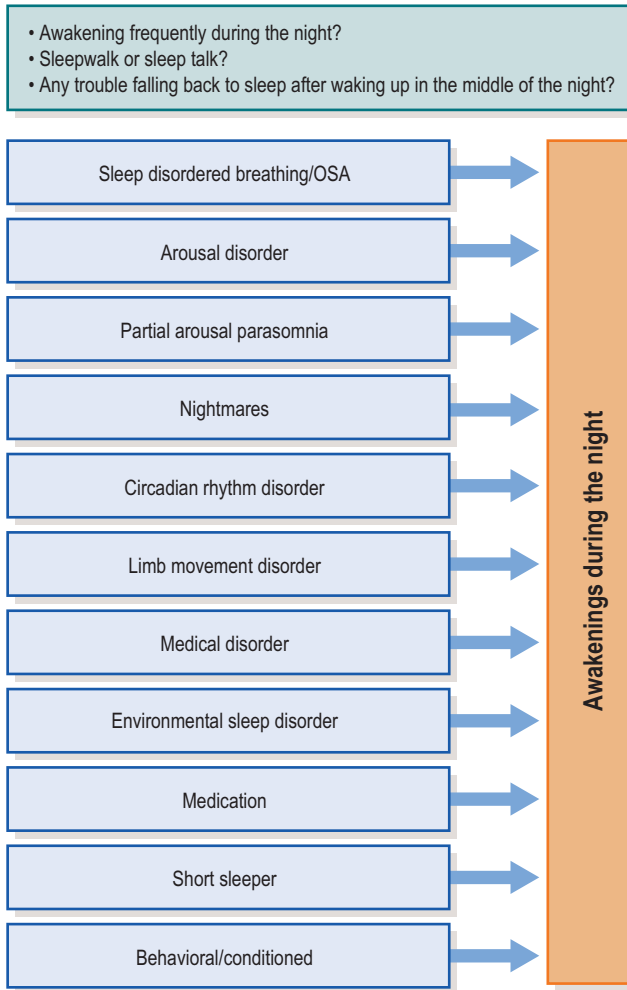 • Awakening frequently during the night?
• Sleepwalk or sleep talk?
• Any trouble falling back to sleep after waking up in the middle of the night?
Sleep disordered breathing/OSA
Arousal disorder
Partial arousal parasomnia
Nightmares
Circadian rhythm disorder
Limb movement disorder
Medical disorder
Environmental sleep disorder
Medication
Short sleeper
Behavioral/conditioned
Awakenings during the night